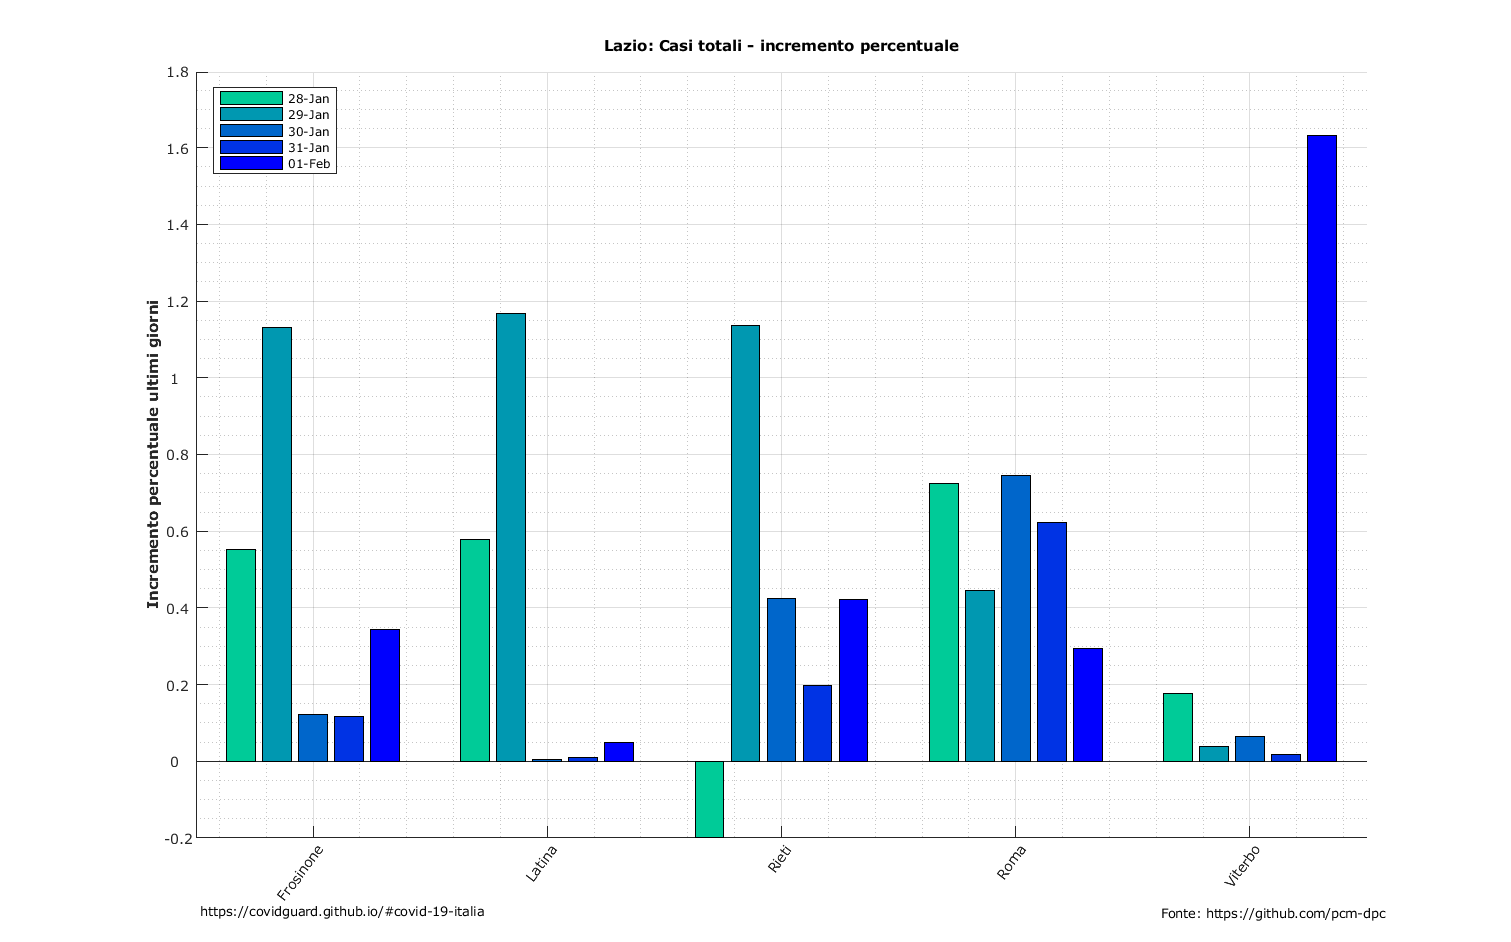 Lazio: Casi totali - incremento percentuale
28-Jan
29-Jan
30-Jan
31-Jan
01-Feb
Incremento percentuale ultimi giorni
1.8
1.6
1.4
1.2
1
0.8
0.6
0.4
0.2
0
-0.2
Frosinone
Latina
Rieti
Roma
Viterbo
https://covidguard.github.io/#covid-19-italia
Fonte: https://github.com/pcm-dpc